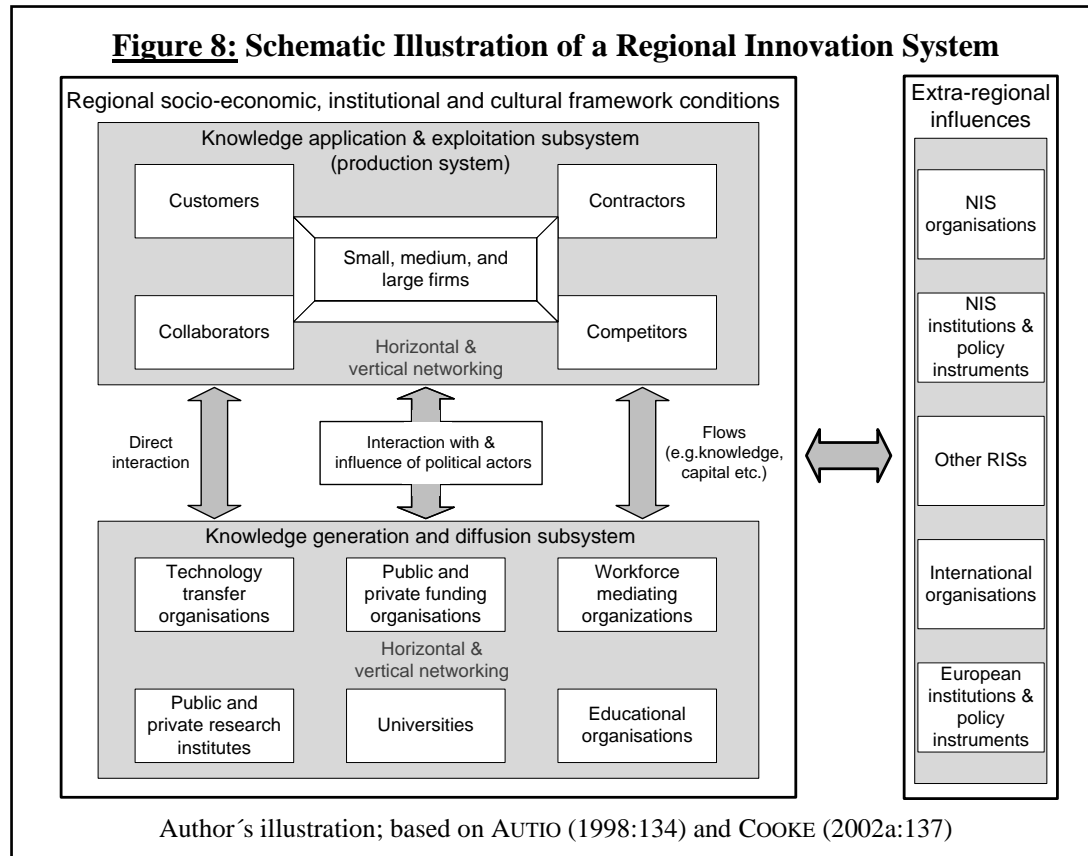 Figure 8: Schematic Illustration of a Regional Innovation System
Regional socio-economic, institutional and cultural framework conditions
Knowledge application & exploitation subsystem
(production system)
Customers
Contractors
Small, medium, and
large firms
Collaborators
Competitors
Horizontal &
vertical networking
Direct
interaction
Interaction with &
influence of political actors
Flows
(e.g.knowledge,
capital etc.)
Knowledge generation and diffusion subsystem
Technology
transfer
organisations
Public and
private funding
organisations
Workforce
mediating
organizations
Horizontal &
vertical networking
Public and
private research
institutes
Universities
Educational
organisations
Extra-regional
influences
NIS
organisations
NIS
institutions &
policy
instruments
Other RISs
International
organisations
European
institutions &
policy
instruments
Author´s illustration; based on AUTIO (1998:134) and COOKE (2002a:137)